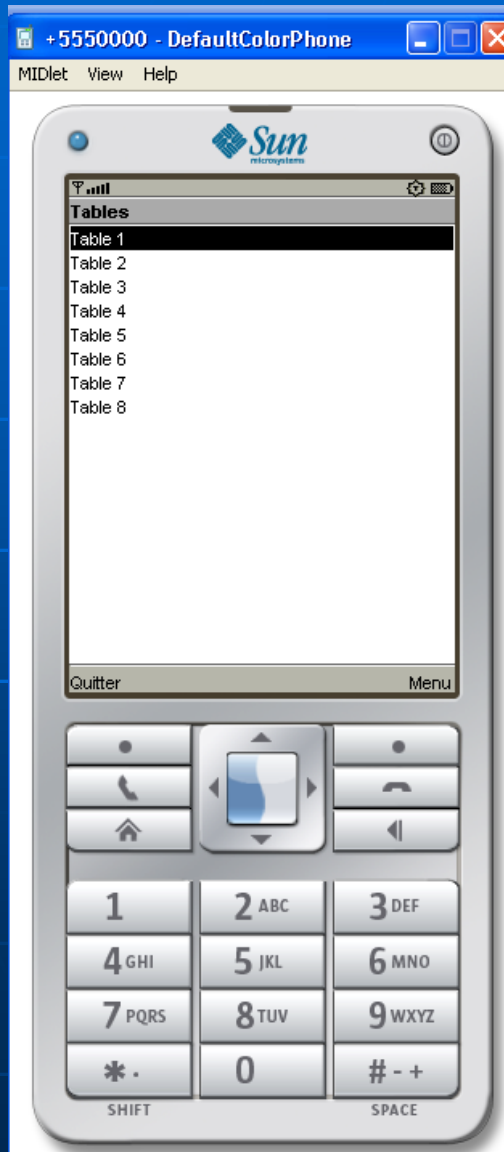 +5550000 - DefaultColorPhone
MIDlet View Help
Sun
microsystems
Tables
Table 1
Table 2
Table 3
Table 4
Table 5
Table 6
Table 7
Table 8
Quitter Menu
1 2 ABC 3 DEF
4 GHI 5 JKL 6 MNO
7 PQRS 8 TUV 9 WXYZ
* . 0 # - +
SHIFT SPACE